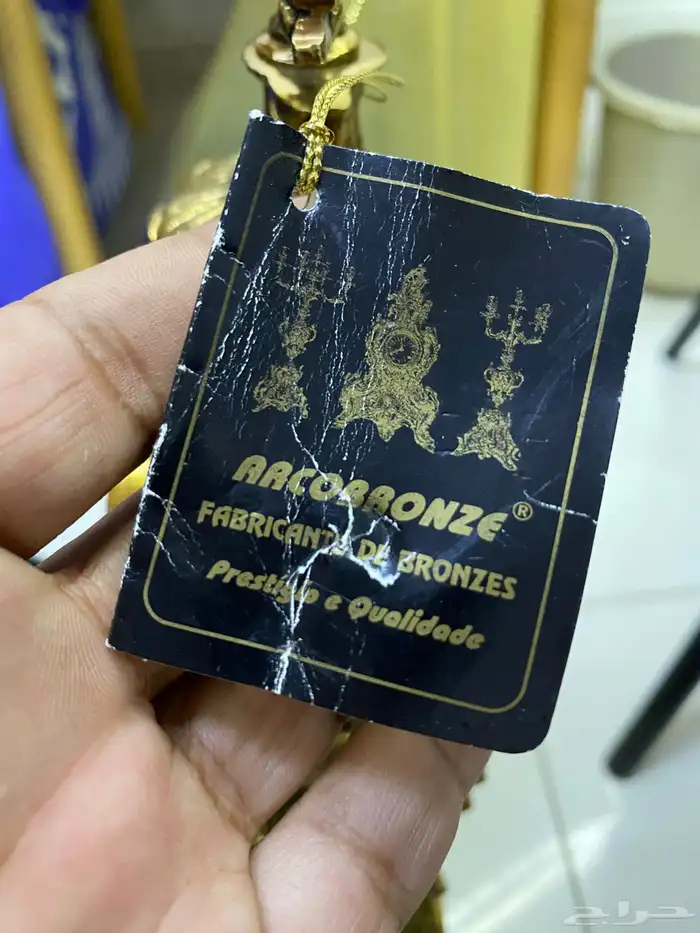 ARCOBRONZE®
FABRICANTE DE BRONZES
Prestígio e Qualidade
حراج